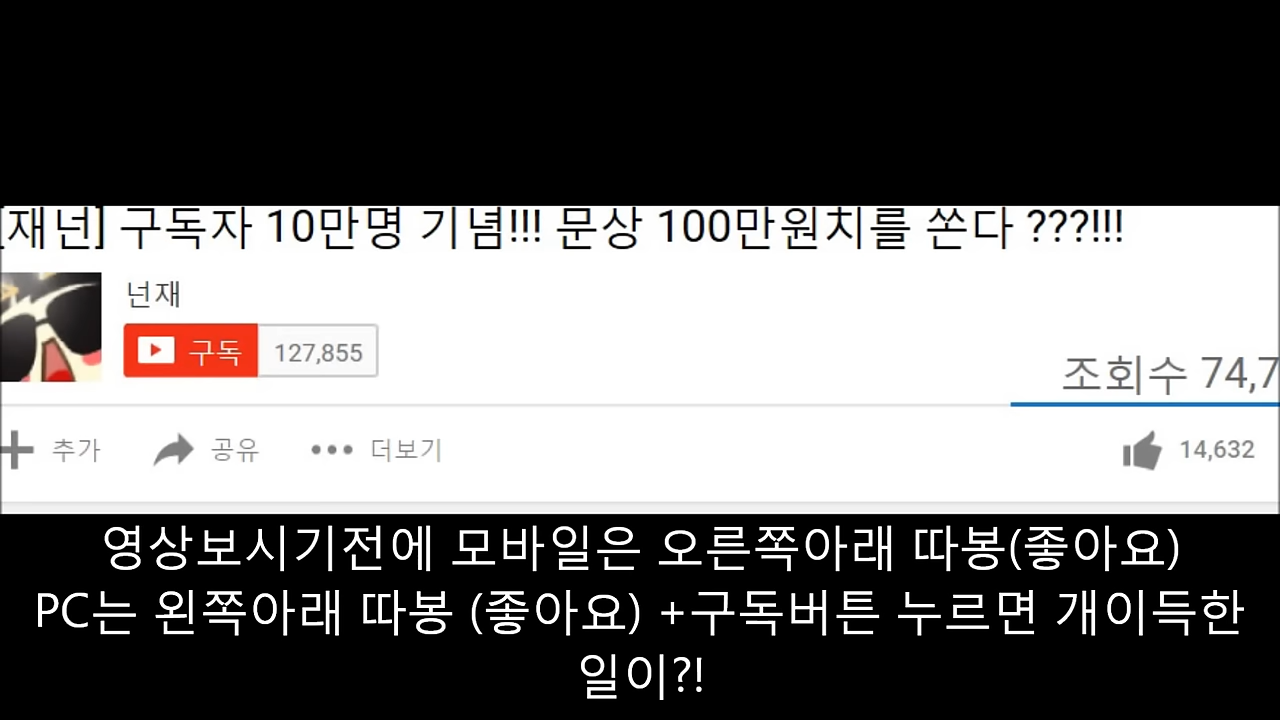 [재넌] 구독자 10만명 기념!!! 문상 100만원치를 쏜다 ???!!!
넌재
구독 127,855
조회수 74,7
추가 공유 더보기 14,632
영상보시기전에 모바일은 오른쪽아래 따봉(좋아요)
PC는 왼쪽아래 따봉 (좋아요) +구독버튼 누르면 개이득한
일이?!